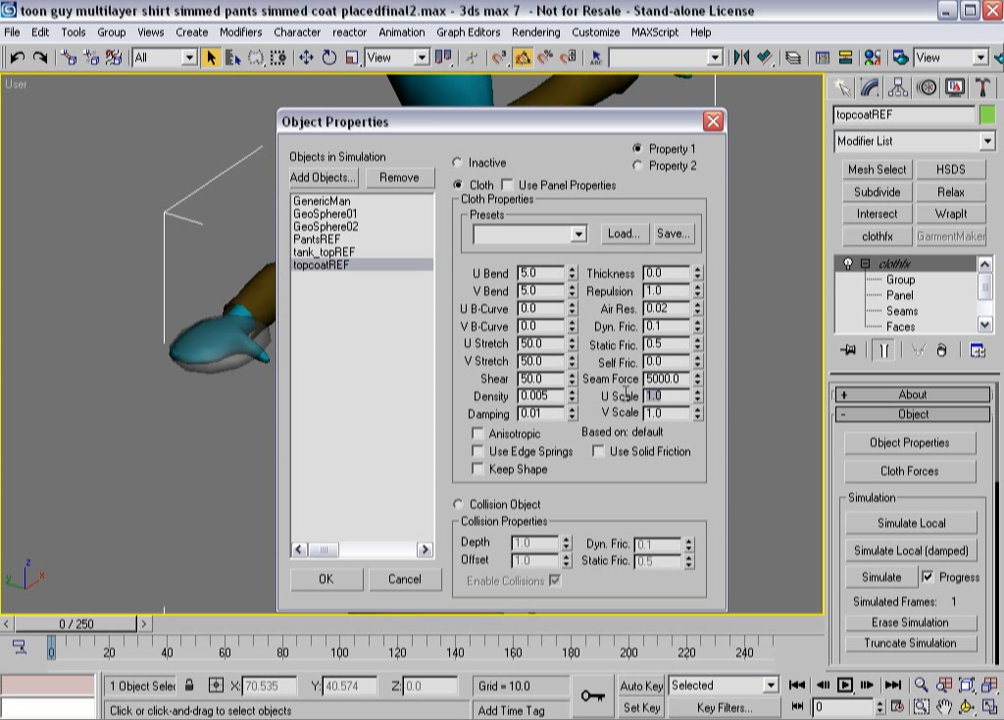 toon guy multilayer shirt simmed pants simmed coat placedfinal2.max - 3ds max 7 - Not for Resale - Stand-alone License
File Edit Tools Group Views Create Modifiers Character reactor Animation Graph Editors Rendering Customize MAXScript Help
All View View
User
topcoatREF
Modifier List
Mesh Select HSDS
Subdivide Relax
Intersect WrapIt
clothfx GarmentMaker
clothfx
Group
Panel
Seams
Faces
Object Properties
Objects in Simulation
Add Objects... Remove
GenericMan
GeoSphere01
GeoSphere02
PantsREF
tank_topREF
topcoatREF
OK Cancel
Inactive
Property 1
Property 2
Cloth Use Panel Properties
Cloth Properties
Presets
Load... Save...
U Bend 5.0 Thickness 0.0
V Bend 5.0 Repulsion 1.0
U B-Curve 0.0 Air Res. 0.02
V B-Curve 0.0 Dyn. Fric. 0.1
U Stretch 50.0 Static Fric. 0.5
V Stretch 50.0 Self Fric. 0.0
Shear 50.0 Seam Force 5000.0
Density 0.005 U Scale 1.0
Damping 0.01 V Scale 1.0
Anisotropic Based on: default
Use Edge Springs Use Solid Friction
Keep Shape
Collision Object
Collision Properties
Depth 1.0 Dyn. Fric. 0.1
Offset 1.0 Static Fric. 0.5
Enable Collisions
+ About
- Object
Object Properties
Cloth Forces
Simulation
Simulate Local
Simulate Local (damped)
Simulate Progress
Simulated Frames: 1
Erase Simulation
Truncate Simulation
z
y x
< 0 / 250 >
0 20 40 60 80 100 120 140 160 180 200 220 240
1 Object Selec X: 70.535 Y: 40.574 Z: 0.0 Grid = 10.0 Auto Key Selected
Click or click-and-drag to select objects Add Time Tag Set Key Key Filters... 0